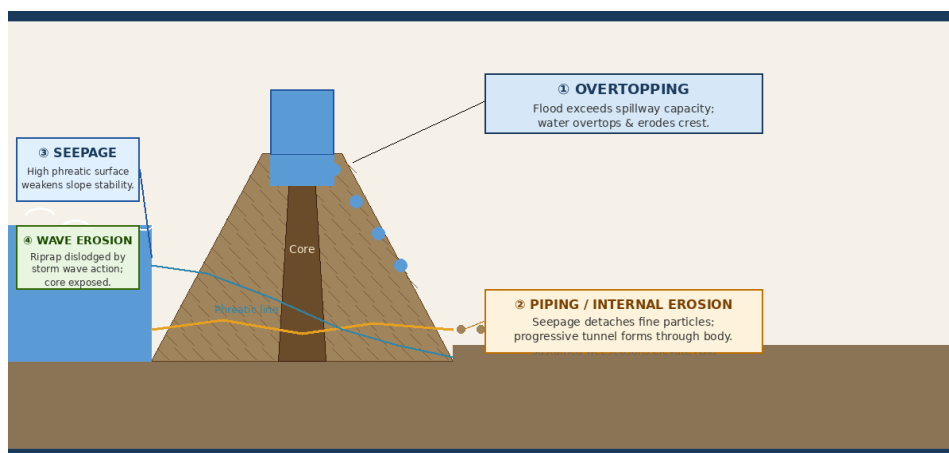 ① OVERTOPPING
Flood exceeds spillway capacity;
water overtops & erodes crest.
③ SEEPAGE
High phreatic surface
weakens slope stability.
④ WAVE EROSION
Riprap dislodged by
storm wave action;
core exposed.
Core
Phreatic line
② PIPING / INTERNAL EROSION
Seepage detaches fine particles;
progressive tunnel forms through body.